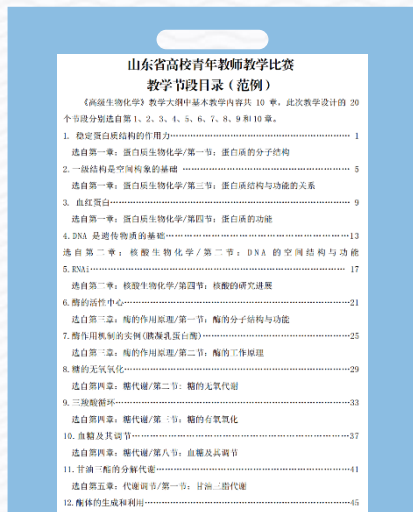 山东省高校青年教师教学比赛
教学节段目录（范例）
《高级生物化学》教学大纲中基本教学内容共 10 章。此次教学设计的 20
个节段分别选自第 1、2、3、4、5、6、7、8、9 和 10 章。
1. 稳定蛋白质结构的作用力 1
选自第一章：蛋白质生物化学/第一节：蛋白质的分子结构
2.一级结构是空间构象的基础 5
选自第一章：蛋白质生物化学/第三节：蛋白质结构与功能的关系
3. 血红蛋白 9
选自第一章：蛋白质生物化学/第四节：蛋白质的功能
4.DNA 是遗传物质的基础 13
选自第二章：核酸生物化学/第二节：DNA 的空间结构与功能
5.RNAi 17
选自第二章：核酸生物化学/第四节：核酸的研究进展
6.酶的活性中心 21
选自第三章：酶的作用原理/第一节：酶的分子结构与功能
7.酶作用机制的实例(胰凝乳蛋白酶) 25
选自第三章：酶的作用原理/第二节：酶的工作原理
8.糖的无氧氧化 29
选自第四章：糖代谢/第二节：糖的无氧代谢
9.三羧酸循环 33
选自第四章：糖代谢/第三节：糖的有氧氧化
10.血糖及其调节 37
选自第四章：糖代谢/第八节：血糖及其调节
11.甘油三酯的分解代谢 41
选自第五章：代谢调节/第一节：甘油三酯代谢
12.酮体的生成和利用 45